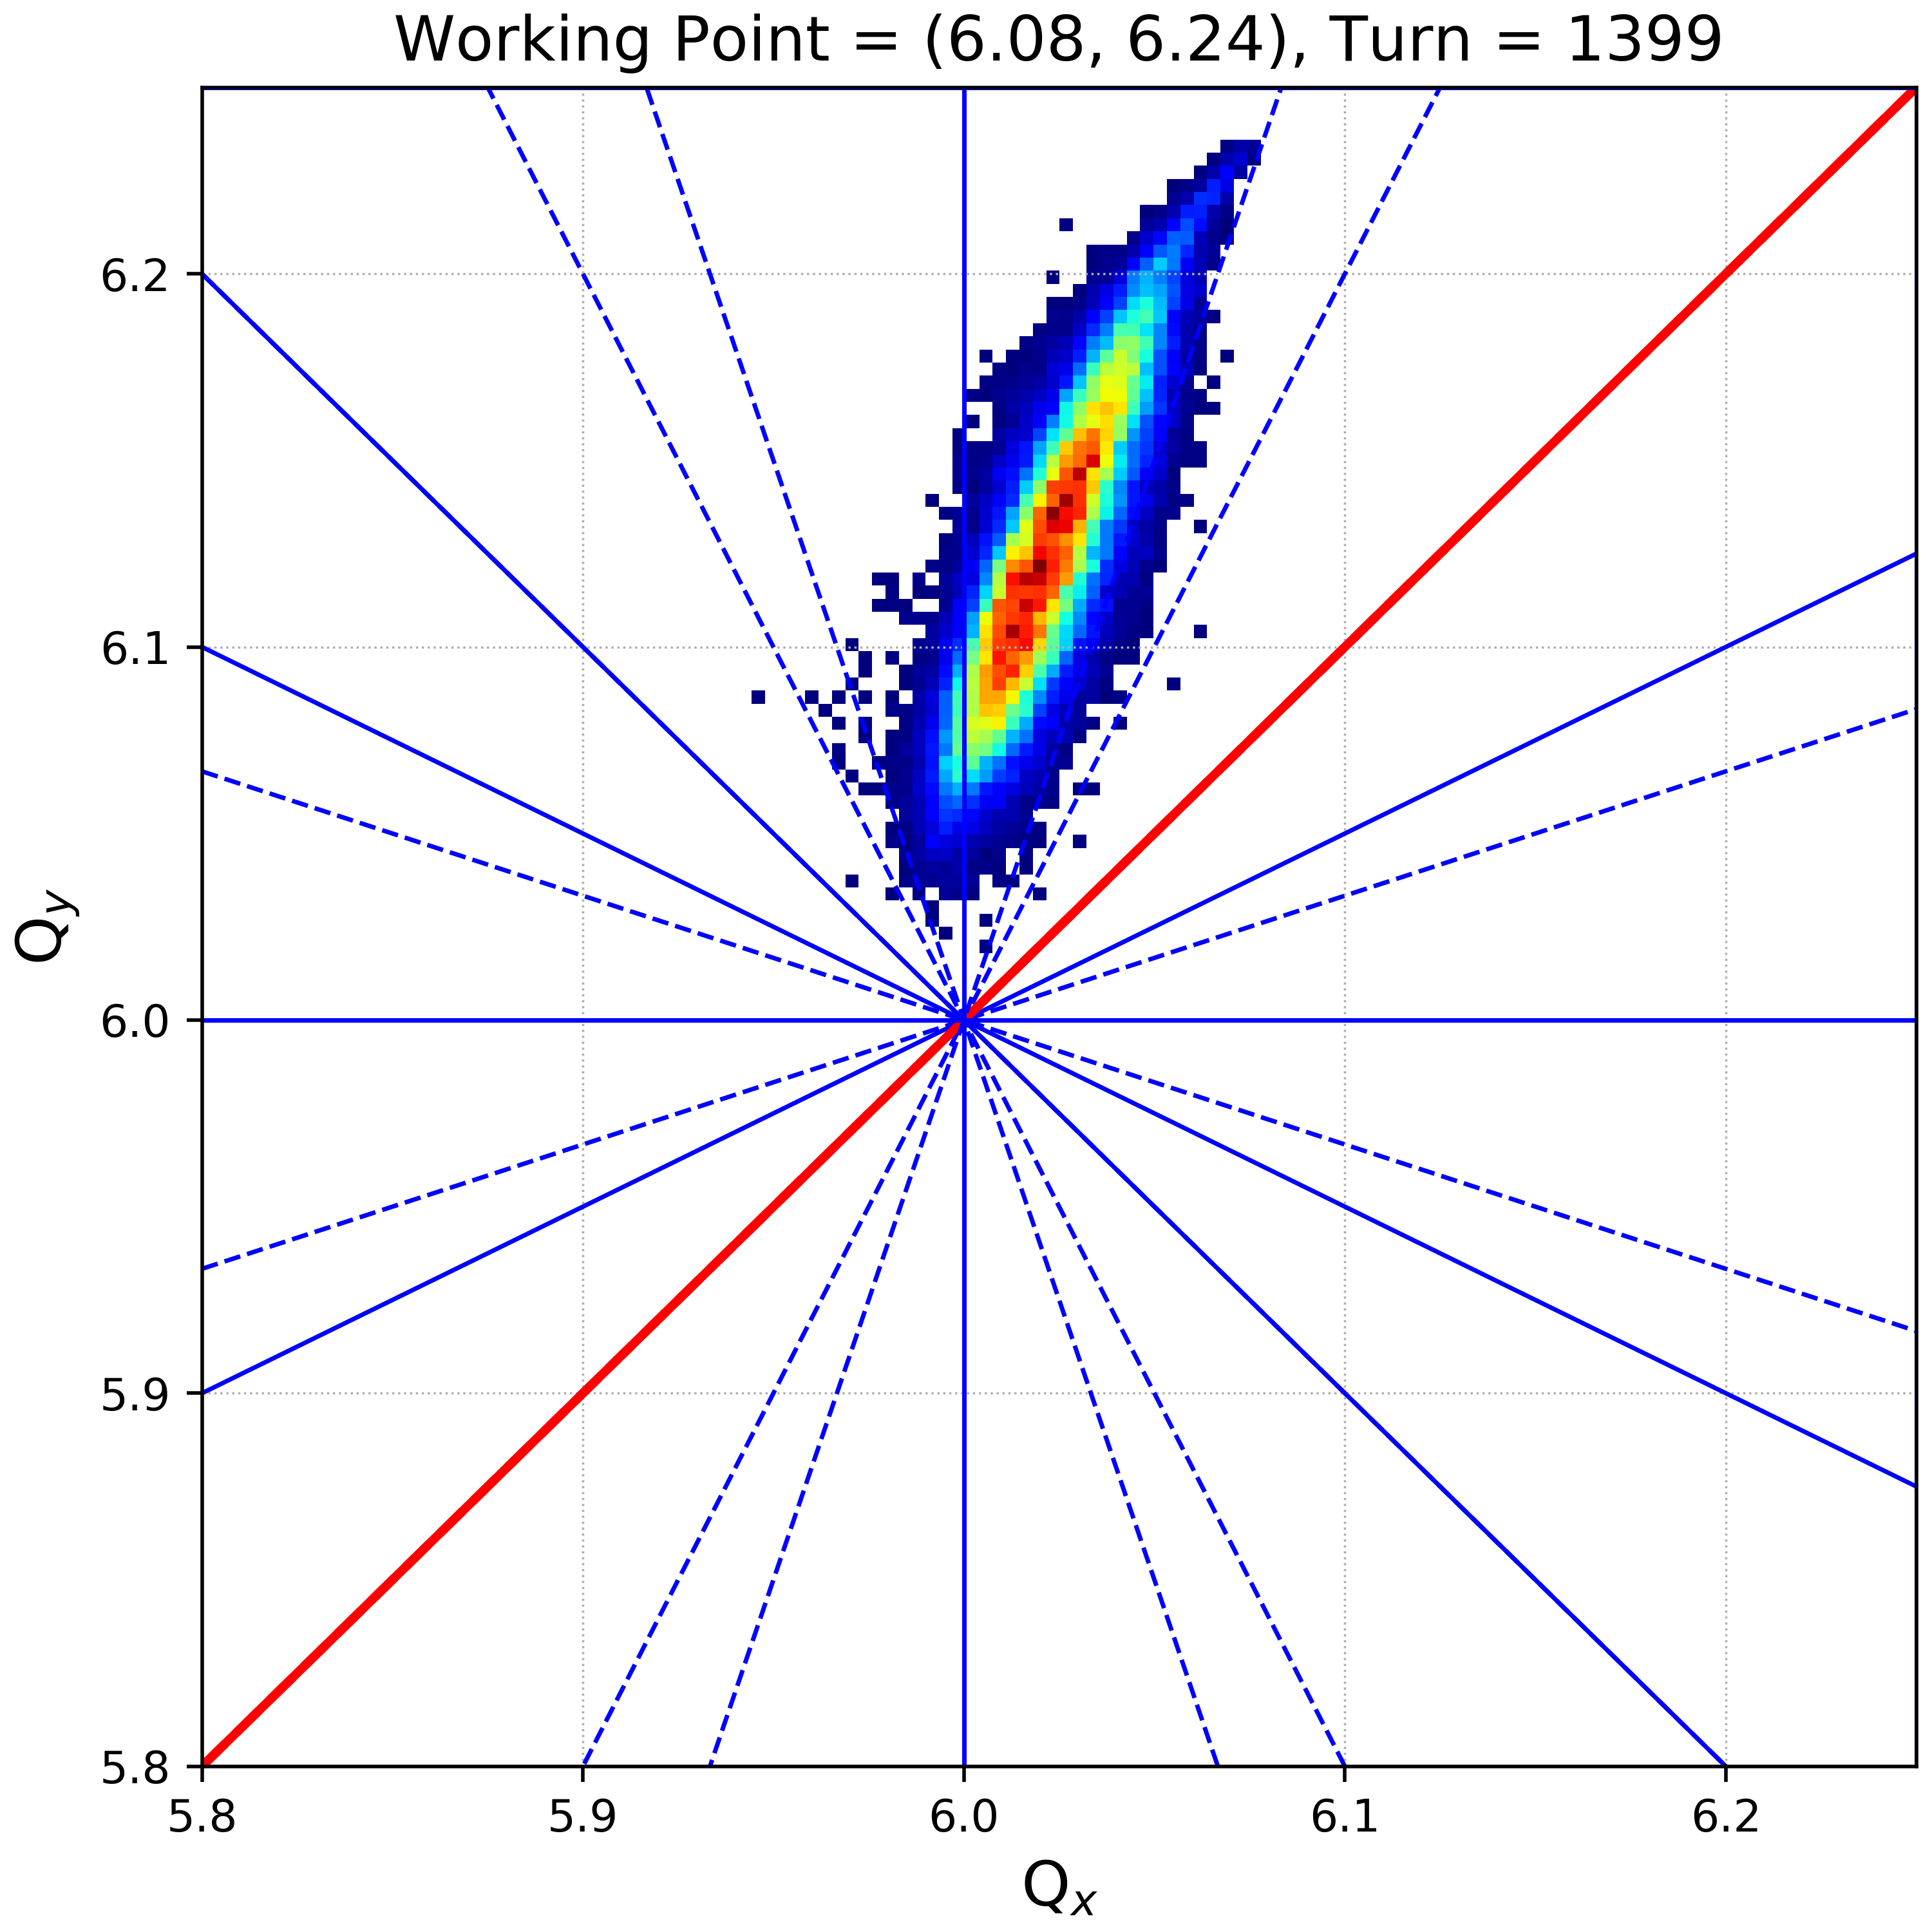 Working Point = (6.08, 6.24), Turn = 1399
6.2
6.1
6.0
5.9
5.8
Qy
5.8 5.9 6.0 6.1 6.2
Qx